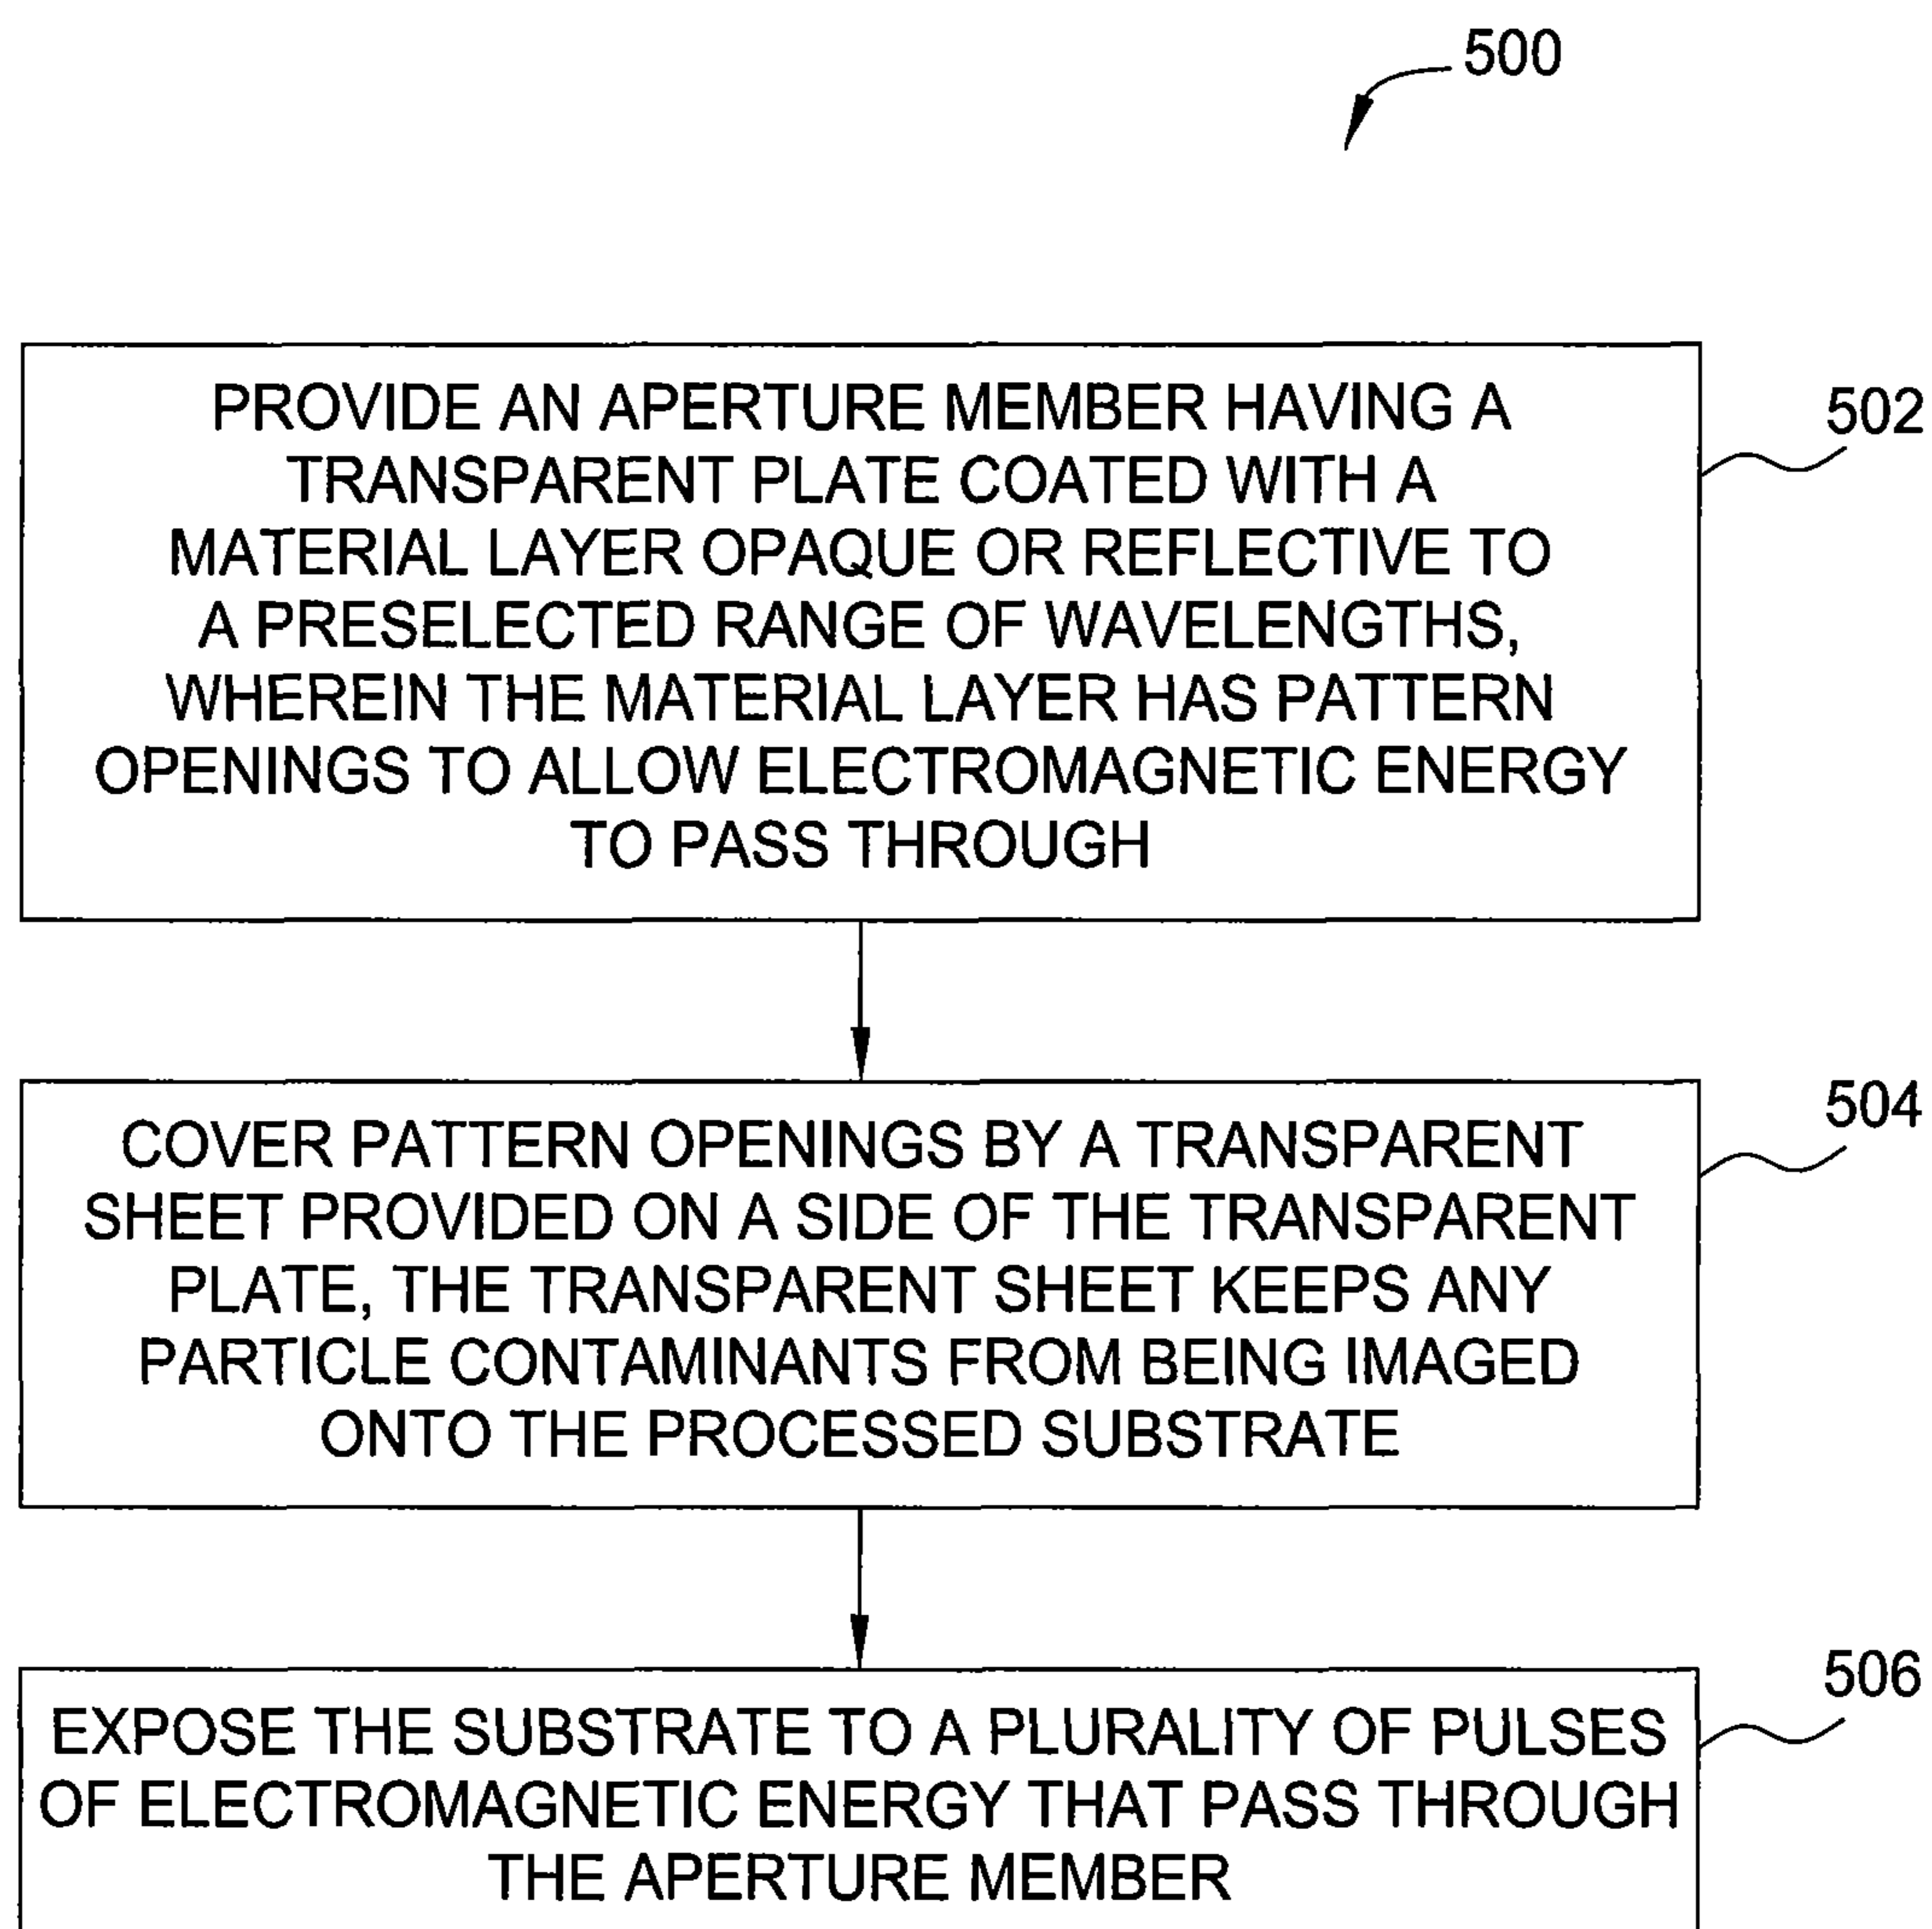 500
PROVIDE AN APERTURE MEMBER HAVING A
TRANSPARENT PLATE COATED WITH A
MATERIAL LAYER OPAQUE OR REFLECTIVE TO
A PRESELECTED RANGE OF WAVELENGTHS,
WHEREIN THE MATERIAL LAYER HAS PATTERN
OPENINGS TO ALLOW ELECTROMAGNETIC ENERGY
TO PASS THROUGH
502
COVER PATTERN OPENINGS BY A TRANSPARENT
SHEET PROVIDED ON A SIDE OF THE TRANSPARENT
PLATE, THE TRANSPARENT SHEET KEEPS ANY
PARTICLE CONTAMINANTS FROM BEING IMAGED
ONTO THE PROCESSED SUBSTRATE
504
EXPOSE THE SUBSTRATE TO A PLURALITY OF PULSES
OF ELECTROMAGNETIC ENERGY THAT PASS THROUGH
THE APERTURE MEMBER
506